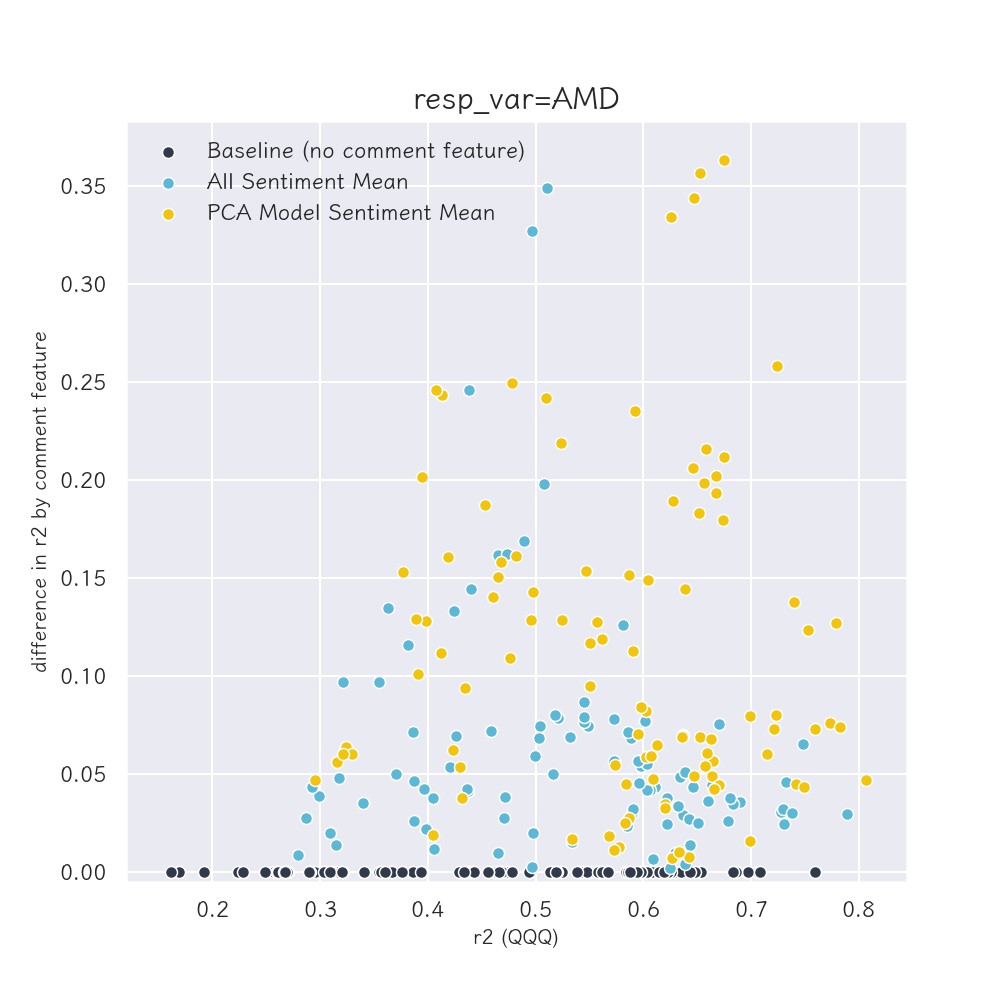 resp_var=AMD
Baseline (no comment feature)
All Sentiment Mean
PCA Model Sentiment Mean
difference in r2 by comment feature
0.35
0.30
0.25
0.20
0.15
0.10
0.05
0.00
0.2 0.3 0.4 0.5 0.6 0.7 0.8
r2 (QQQ)